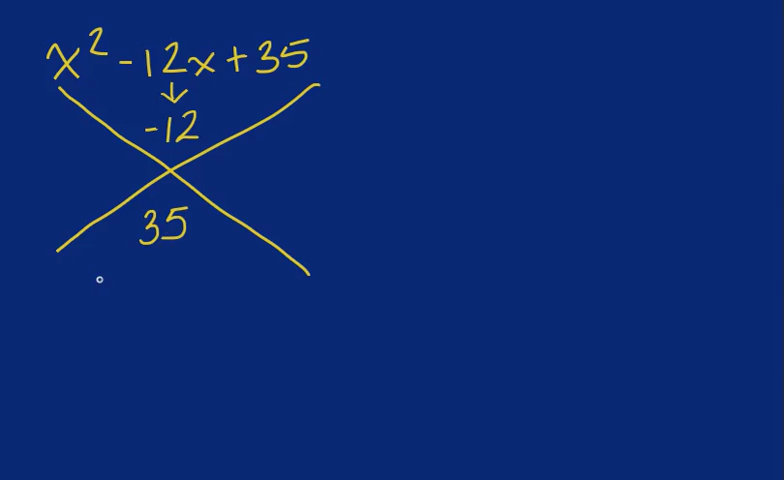 x² -12x + 35
↓
-12
35